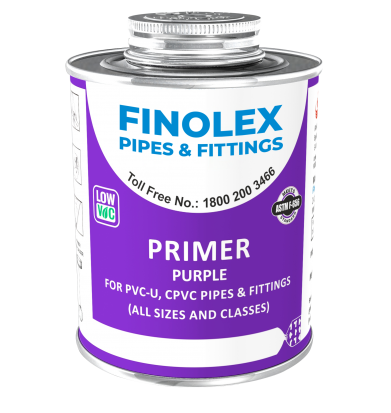 FINOLEX
PIPES & FITTINGS
Toll Free No.: 1800 200 3466
LOW
VOC
MEETS
ASTM F-656
PRIMER
PURPLE
FOR PVC-U, CPVC PIPES & FITTINGS
(ALL SIZES AND CLASSES)